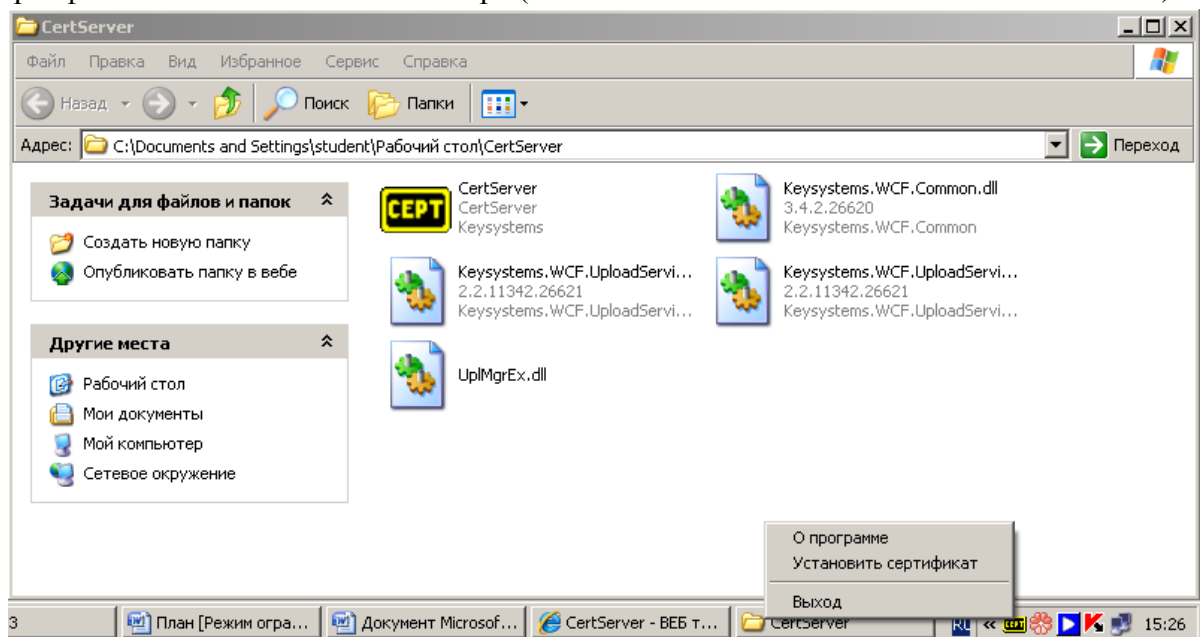 CertServer
Файл Правка Вид Избранное Сервис Справка
Назад Поиск Папки
Адрес: C:\Documents and Settings\student\Рабочий стол\CertServer Переход
Задачи для файлов и папок
Создать новую папку
Опубликовать папку в вебе
Другие места
Рабочий стол
Мои документы
Мой компьютер
Сетевое окружение
СЕРТ
CertServer
CertServer
Keysystems
Keysystems.WCF.Common.dll
3.4.2.26620
Keysystems.WCF.Common
Keysystems.WCF.UploadServi...
2.2.11342.26621
Keysystems.WCF.UploadServi...
Keysystems.WCF.UploadServi...
2.2.11342.26621
Keysystems.WCF.UploadServi...
UplMgrEx.dll
О программе
Установить сертификат
Выход
3 План [Режим огра... Документ Microsof... CertServer - ВЕБ т... CertServer RU « 15:26